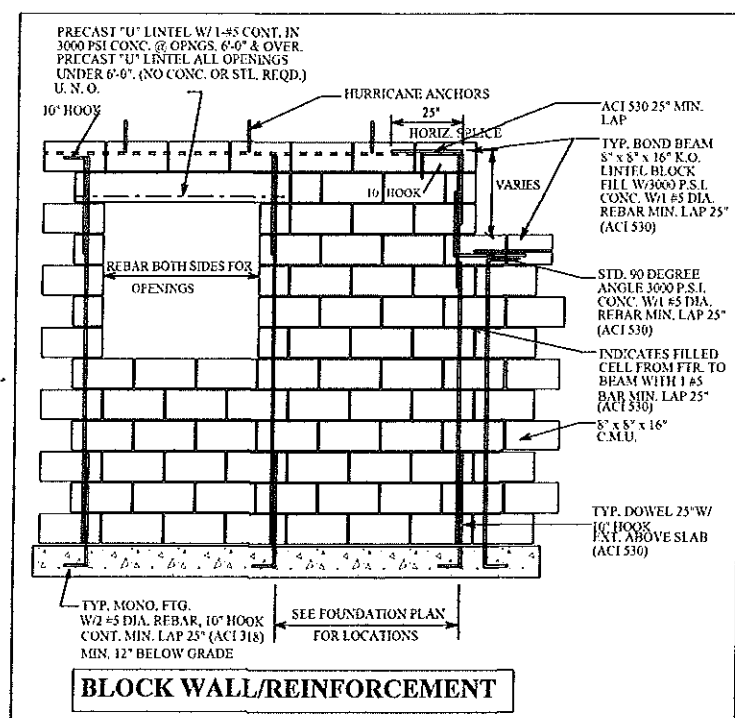 PRECAST "U" LINTEL W/ 1-#5 CONT. IN
3000 PSI CONC. @ OPNGS. 6'-0" & OVER.
PRECAST "U" LINTEL ALL OPENINGS
UNDER 6'-0". (NO CONC. OR STL. REQD.)
U. N. O.
10" HOOK
HURRICANE ANCHORS
25"
HORIZ. SPLICE
ACI 530 25" MIN.
LAP
TYP. BOND BEAM
8" x 8" x 16" K.O.
LINTEL BLOCK
FILL W/3000 P.S.I.
CONC. W/1 #5 DIA.
REBAR MIN. LAP 25"
(ACI 530)
10" HOOK
VARIES
REBAR BOTH SIDES FOR
OPENINGS
STD. 90 DEGREE
ANGLE 3000 P.S.I.
CONC. W/1 #5 DIA.
REBAR MIN. LAP 25"
(ACI 530)
INDICATES FILLED
CELL FROM FTR. TO
BEAM WITH 1 #5
BAR MIN. LAP 25"
(ACI 530)
8" x 8" x 16"
C.M.U.
TYP. DOWEL 25" W/
10" HOOK
EXT. ABOVE SLAB
(ACI 530)
TYP. MONO. FTG.
W/2 #5 DIA. REBAR, 10" HOOK
CONT. MIN. LAP 25" (ACI 318)
MIN. 12" BELOW GRADE
SEE FOUNDATION PLAN
FOR LOCATIONS
BLOCK WALL/REINFORCEMENT